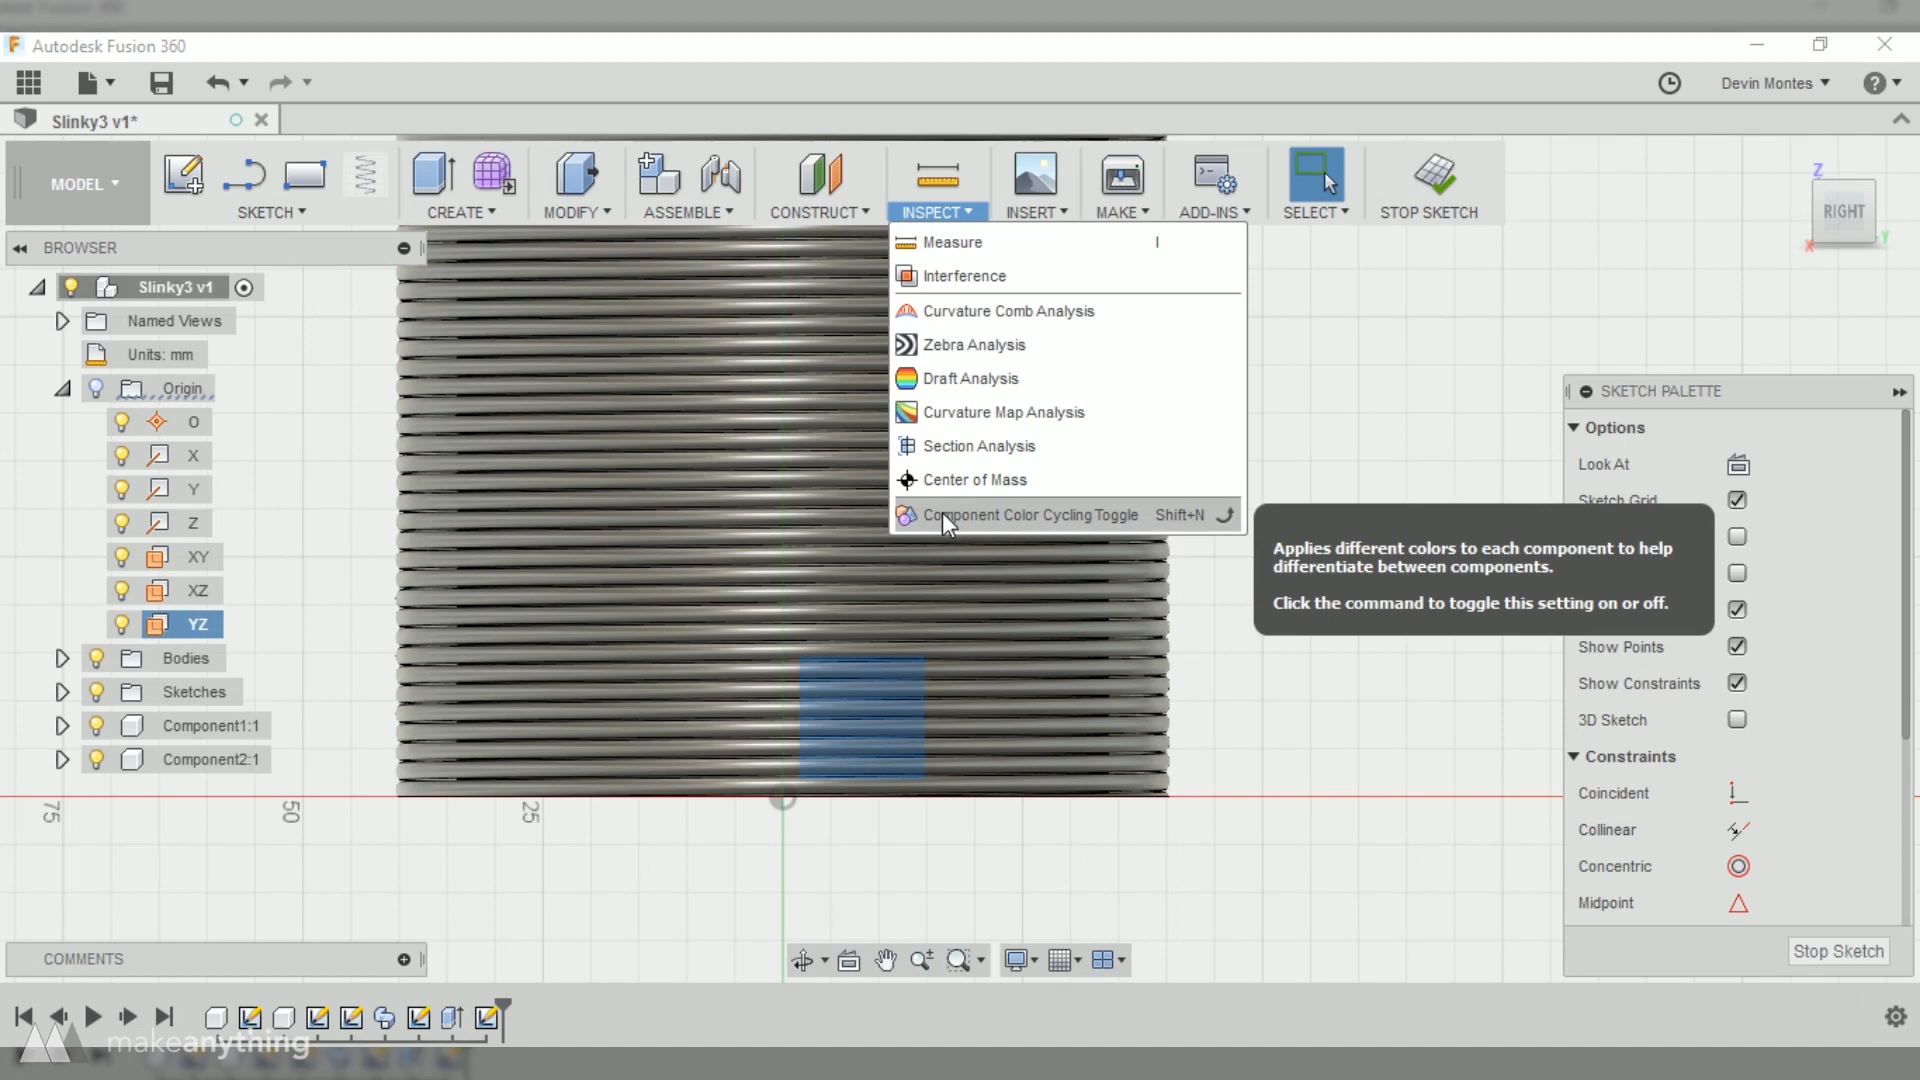 Autodesk Fusion 360
Devin Montes
Slinky3 v1*
MODEL
SKETCH
CREATE
MODIFY
ASSEMBLE
CONSTRUCT
INSPECT
INSERT
MAKE
ADD-INS
SELECT
STOP SKETCH
Z
RIGHT
X
Y
BROWSER
Slinky3 v1
Named Views
Units: mm
Origin
O
X
Y
Z
XY
XZ
YZ
Bodies
Sketches
Component1:1
Component2:1
Measure I
Interference
Curvature Comb Analysis
Zebra Analysis
Draft Analysis
Curvature Map Analysis
Section Analysis
Center of Mass
Component Color Cycling Toggle Shift+N
Applies different colors to each component to help
differentiate between components.
Click the command to toggle this setting on or off.
SKETCH PALETTE
Options
Look At
Sketch Grid
Show Points
Show Constraints
3D Sketch
Constraints
Coincident
Collinear
Concentric
Midpoint
Stop Sketch
75
50
25
COMMENTS
makeanything